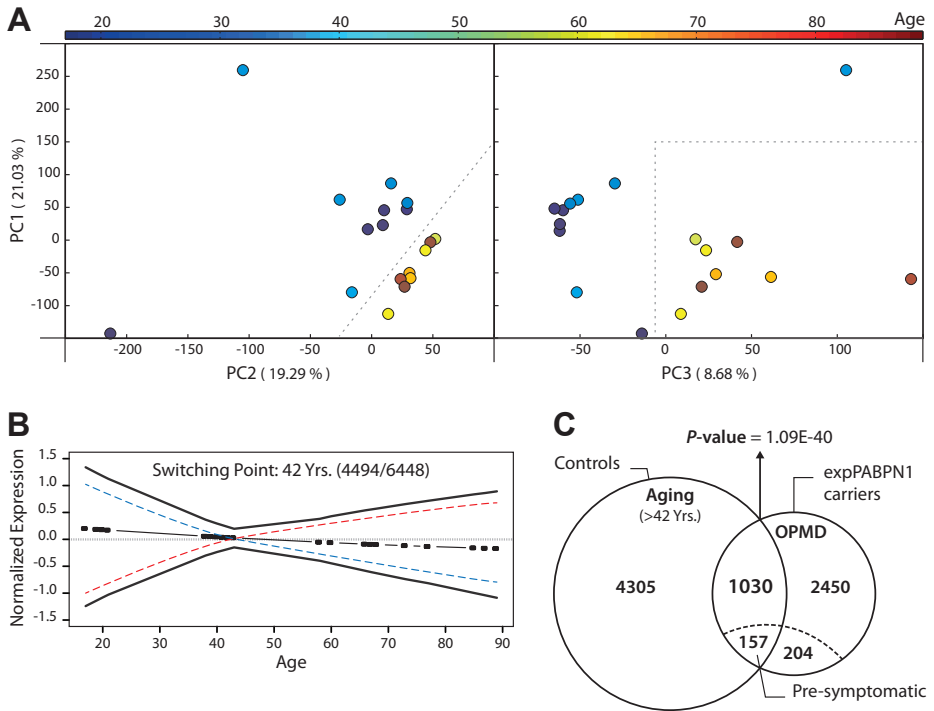 A
20 30 40 50 60 70 80 Age
250
200
150
100
50
0
-50
-100
PC1 ( 21.03 % )
-200 -150 -100 -50 0 50
PC2 ( 19.29 % )
-50 0 50 100
PC3 ( 8.68 % )
B
Switching Point: 42 Yrs. (4494/6448)
1.5
1.0
0.5
0.0
-0.5
-1.0
-1.5
Normalized Expression
20 30 40 50 60 70 80 90
Age
C
P-value = 1.09E-40
Controls
expPABPN1
carriers
Aging
(>42 Yrs.)
OPMD
4305
1030
2450
157
204
Pre-symptomatic